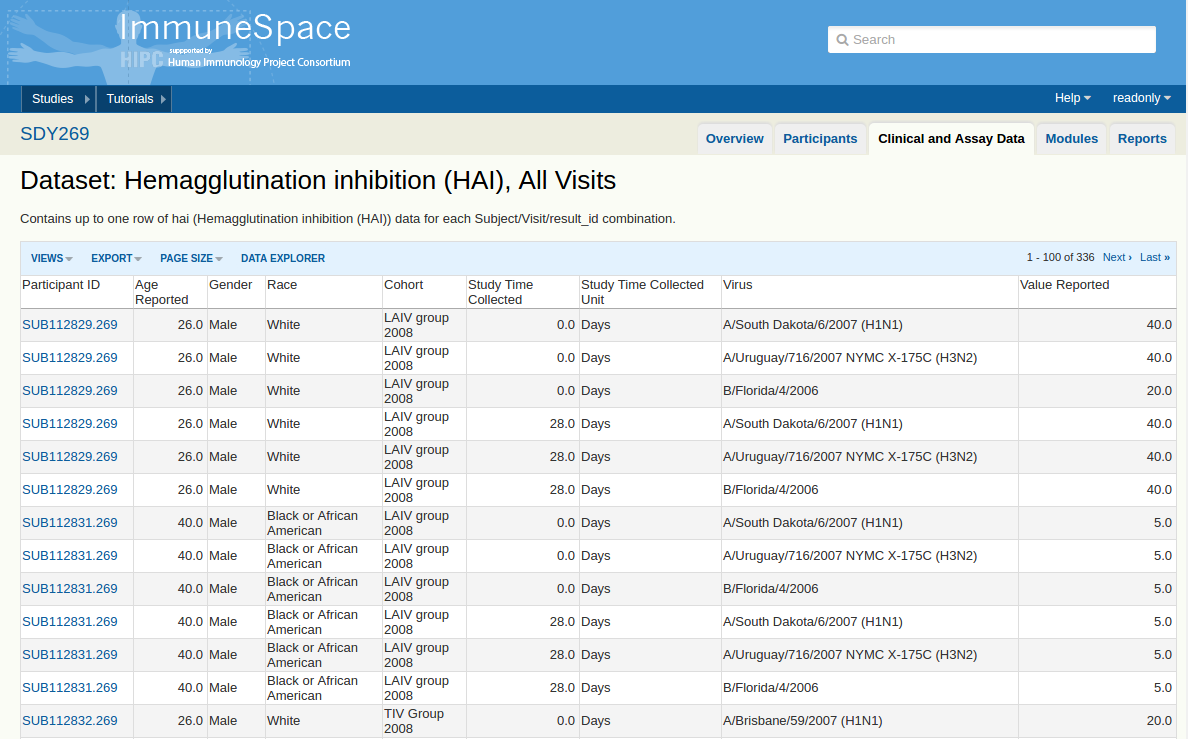 ImmuneSpace
suppported by
HIPC Human Immunology Project Consortium
Search
Studies Tutorials Help readonly
SDY269 Overview Participants Clinical and Assay Data Modules Reports
Dataset: Hemagglutination inhibition (HAI), All Visits
Contains up to one row of hai (Hemagglutination inhibition (HAI)) data for each Subject/Visit/result_id combination.
VIEWS EXPORT PAGE SIZE DATA EXPLORER 1 - 100 of 336 Next › Last »
Participant ID Age Reported Gender Race Cohort Study Time Collected Study Time Collected Unit Virus Value Reported
SUB112829.269 26.0 Male White LAIV group 2008 0.0 Days A/South Dakota/6/2007 (H1N1) 40.0
SUB112829.269 26.0 Male White LAIV group 2008 0.0 Days A/Uruguay/716/2007 NYMC X-175C (H3N2) 40.0
SUB112829.269 26.0 Male White LAIV group 2008 0.0 Days B/Florida/4/2006 20.0
SUB112829.269 26.0 Male White LAIV group 2008 28.0 Days A/South Dakota/6/2007 (H1N1) 40.0
SUB112829.269 26.0 Male White LAIV group 2008 28.0 Days A/Uruguay/716/2007 NYMC X-175C (H3N2) 40.0
SUB112829.269 26.0 Male White LAIV group 2008 28.0 Days B/Florida/4/2006 40.0
SUB112831.269 40.0 Male Black or African American LAIV group 2008 0.0 Days A/South Dakota/6/2007 (H1N1) 5.0
SUB112831.269 40.0 Male Black or African American LAIV group 2008 0.0 Days A/Uruguay/716/2007 NYMC X-175C (H3N2) 5.0
SUB112831.269 40.0 Male Black or African American LAIV group 2008 0.0 Days B/Florida/4/2006 5.0
SUB112831.269 40.0 Male Black or African American LAIV group 2008 28.0 Days A/South Dakota/6/2007 (H1N1) 5.0
SUB112831.269 40.0 Male Black or African American LAIV group 2008 28.0 Days A/Uruguay/716/2007 NYMC X-175C (H3N2) 5.0
SUB112831.269 40.0 Male Black or African American LAIV group 2008 28.0 Days B/Florida/4/2006 5.0
SUB112832.269 26.0 Male White TIV Group 2008 0.0 Days A/Brisbane/59/2007 (H1N1) 20.0